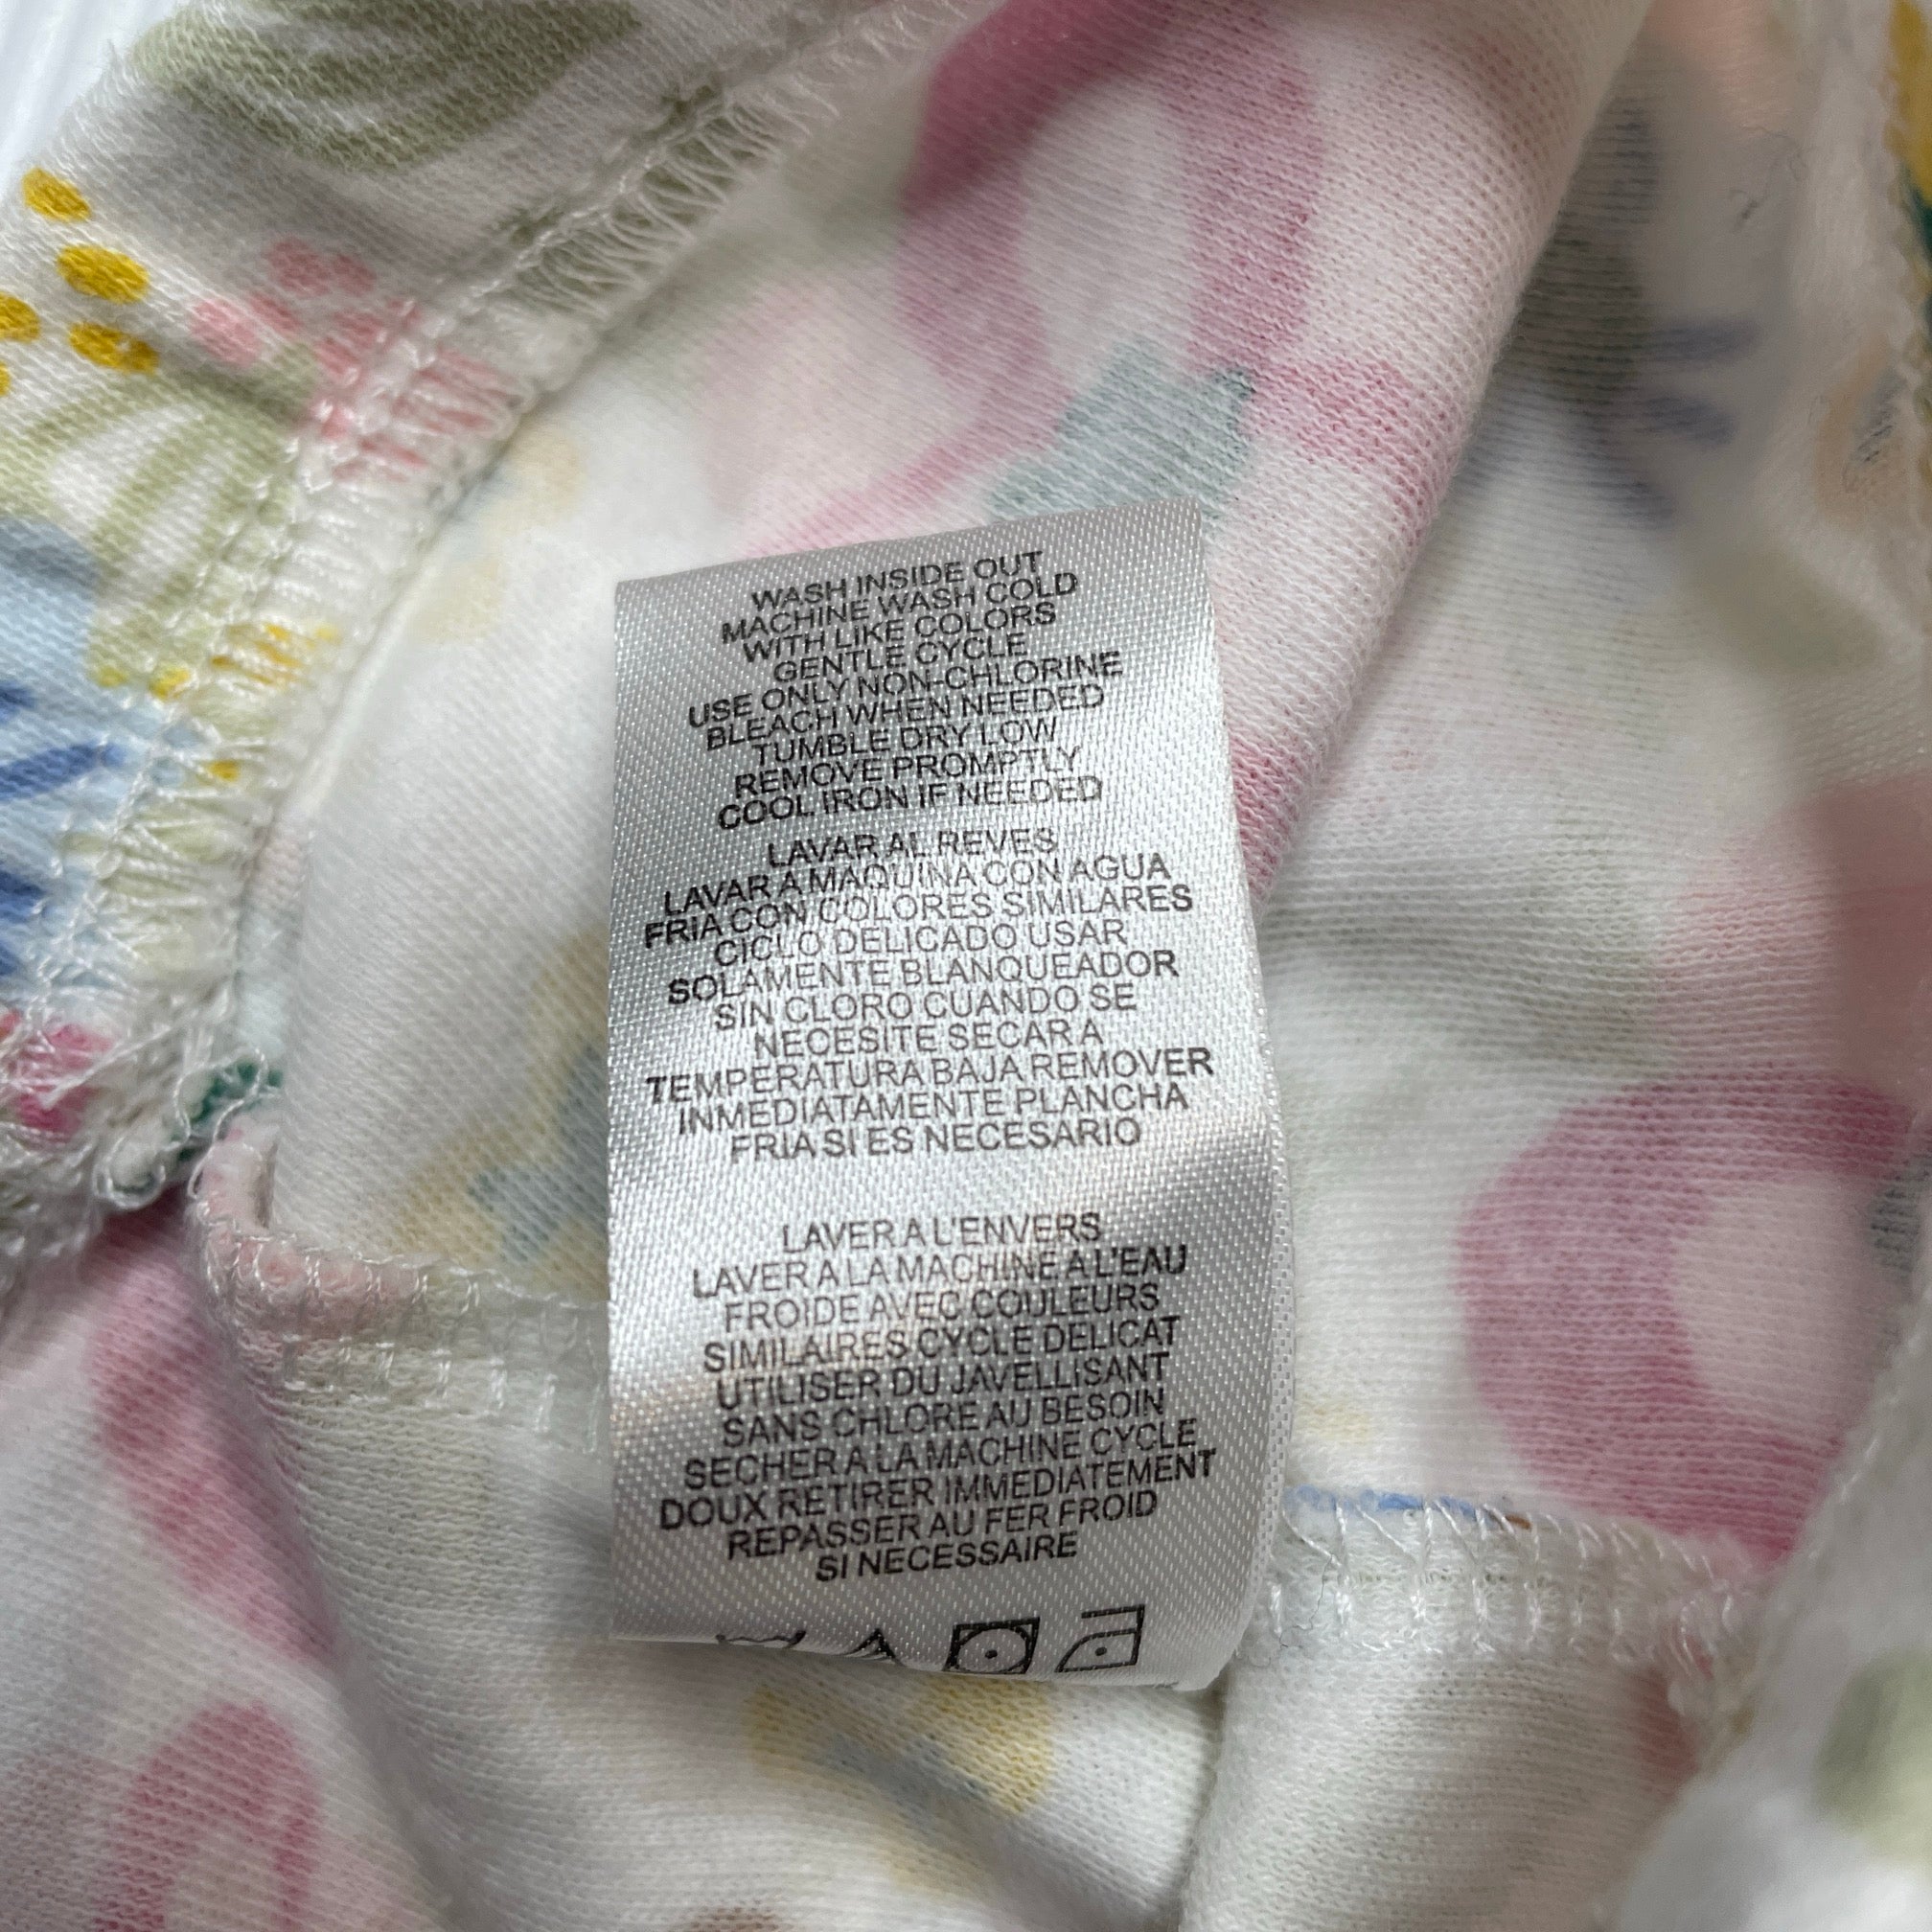 WASH INSIDE OUT
MACHINE WASH COLD
WITH LIKE COLORS
GENTLE CYCLE
USE ONLY NON-CHLORINE
BLEACH WHEN NEEDED
TUMBLE DRY LOW
REMOVE PROMPTLY
COOL IRON IF NEEDED
LAVAR AL REVES
LAVAR A MAQUINA CON AGUA
FRIA CON COLORES SIMILARES
CICLO DELICADO USAR
SOLAMENTE BLANQUEADOR
SIN CLORO CUANDO SE
NECESITE SECAR A
TEMPERATURA BAJA REMOVER
INMEDIATAMENTE PLANCHA
FRIA SI ES NECESARIO
LAVER A L'ENVERS
LAVER A LA MACHINE A L'EAU
FROIDE AVEC COULEURS
SIMILAIRES CYCLE DELICAT
UTILISER DU JAVELLISANT
SANS CHLORE AU BESOIN
SECHER A LA MACHINE CYCLE
DOUX RETIRER IMMEDIATEMENT
REPASSER AU FER FROID
SI NECESSAIRE